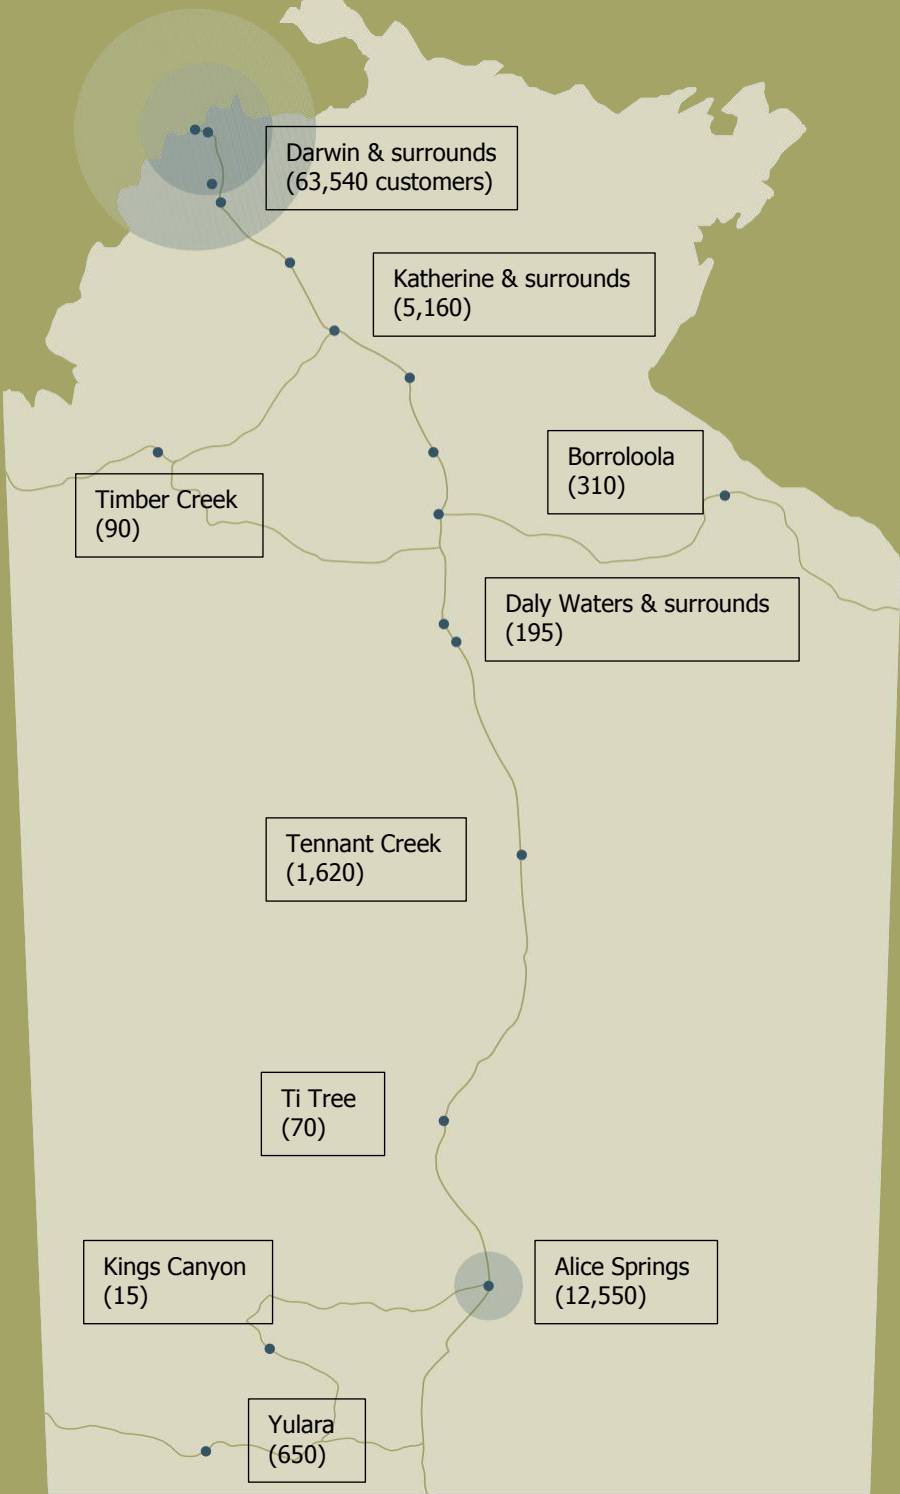 Darwin & surrounds
(63,540 customers)
Katherine & surrounds
(5,160)
Borroloola
(310)
Timber Creek
(90)
Daly Waters & surrounds
(195)
Tennant Creek
(1,620)
Ti Tree
(70)
Kings Canyon
(15)
Alice Springs
(12,550)
Yulara
(650)